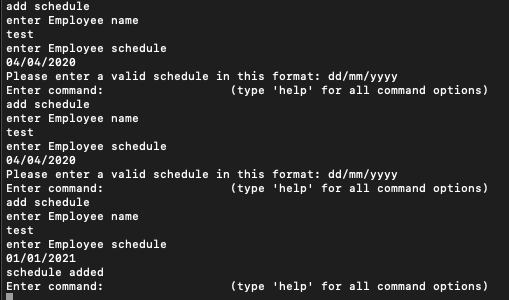 add schedule
enter Employee name
test
enter Employee schedule
04/04/2020
Please enter a valid schedule in this format: dd/mm/yyyy
Enter command: (type 'help' for all command options)
add schedule
enter Employee name
test
enter Employee schedule
04/04/2020
Please enter a valid schedule in this format: dd/mm/yyyy
Enter command: (type 'help' for all command options)
add schedule
enter Employee name
test
enter Employee schedule
01/01/2021
schedule added
Enter command: (type 'help' for all command options)